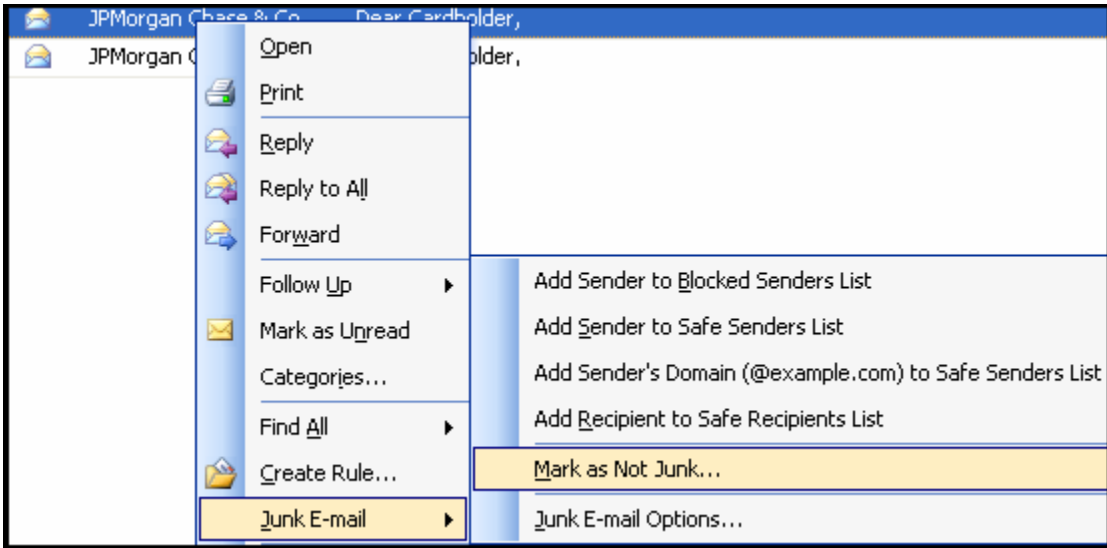 JPMorgan Chase & Co Dear Cardholder,
JPMorgan older,
Open
Print
Reply
Reply to All
Forward
Follow Up
Mark as Unread
Categories...
Find All
Create Rule...
Junk E-mail
Add Sender to Blocked Senders List
Add Sender to Safe Senders List
Add Sender's Domain (@example.com) to Safe Senders List
Add Recipient to Safe Recipients List
Mark as Not Junk...
Junk E-mail Options...